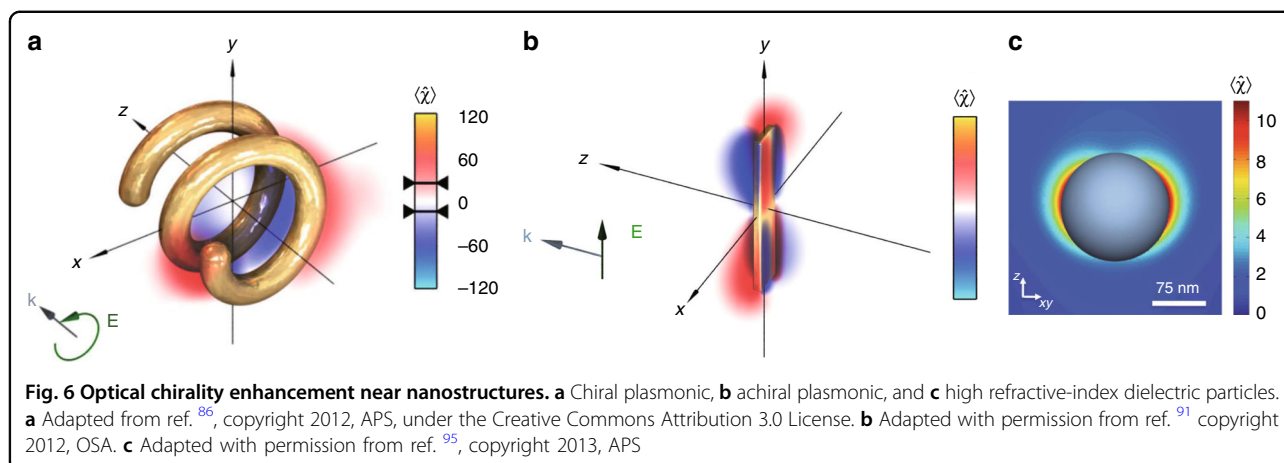 a
y
z
x
k
E
⟨χ̂⟩
120
60
0
−60
−120
b
y
z
x
k
E
⟨χ̂⟩
c
⟨χ̂⟩
10
8
6
4
2
0
z
xy
75 nm
Fig. 6 Optical chirality enhancement near nanostructures. a Chiral plasmonic, b achiral plasmonic, and c high refractive-index dielectric particles.
a Adapted from ref. 86, copyright 2012, APS, under the Creative Commons Attribution 3.0 License. b Adapted with permission from ref. 91 copyright
2012, OSA. c Adapted with permission from ref. 95, copyright 2013, APS